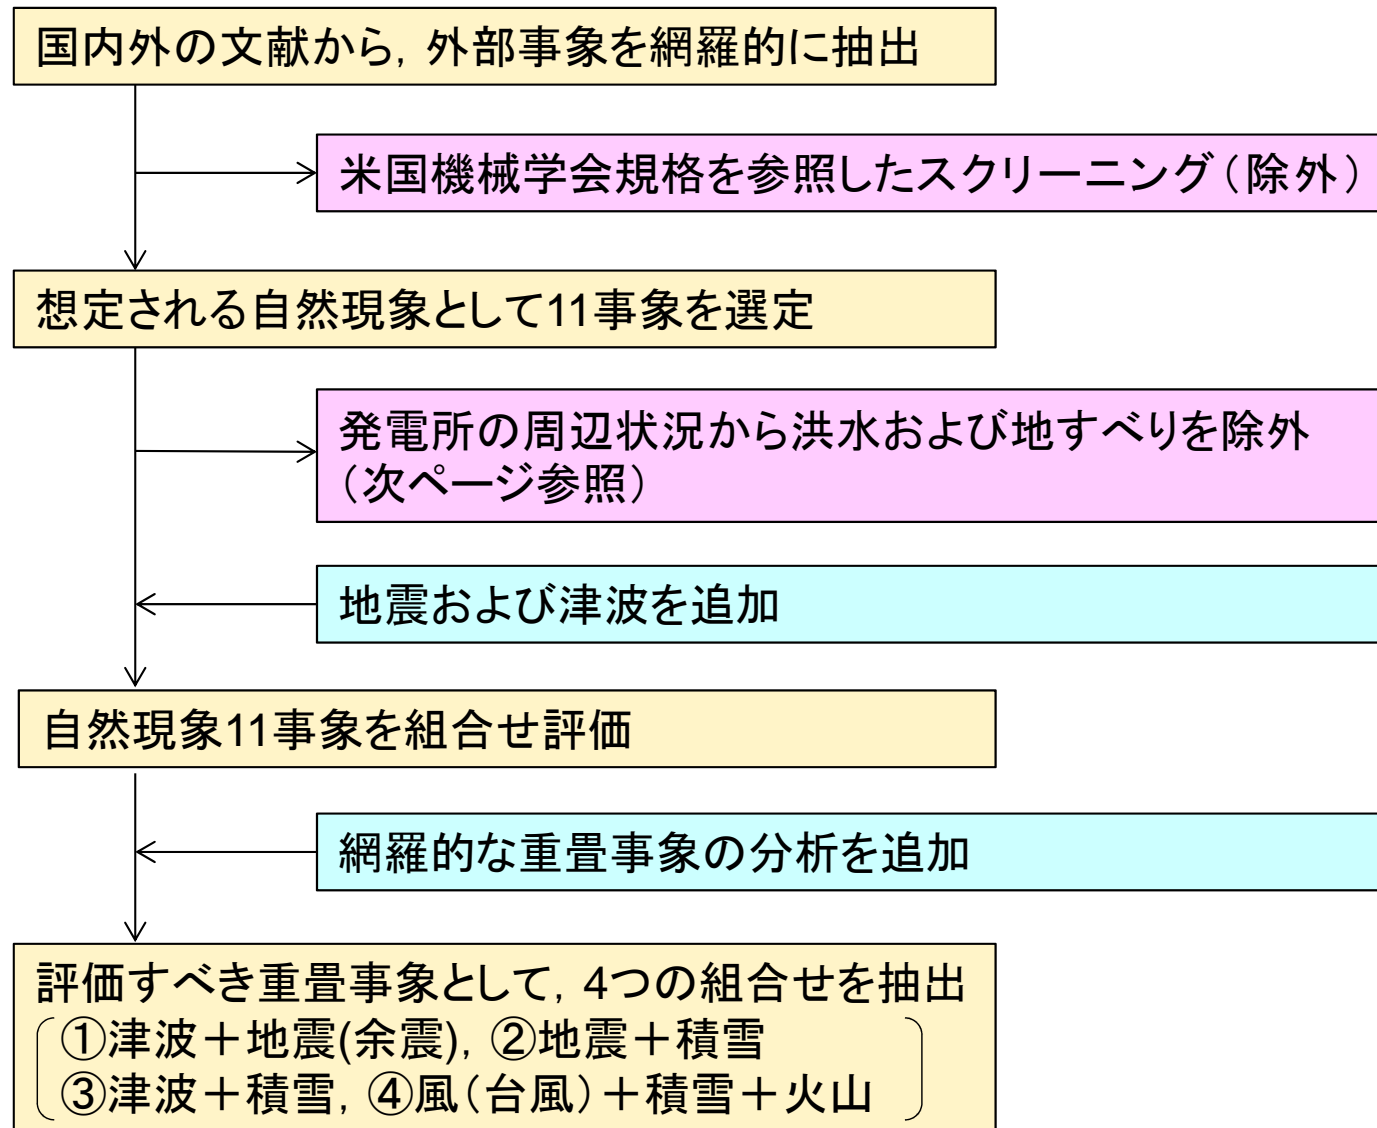 国内外の文献から，外部事象を網羅的に抽出
米国機械学会規格を参照したスクリーニング（除外）
想定される自然現象として11事象を選定
発電所の周辺状況から洪水および地すべりを除外
（次ページ参照）
地震および津波を追加
自然現象11事象を組合せ評価
網羅的な重畳事象の分析を追加
評価すべき重畳事象として，4つの組合せを抽出
①津波＋地震(余震)，②地震＋積雪
③津波＋積雪，④風（台風）＋積雪＋火山